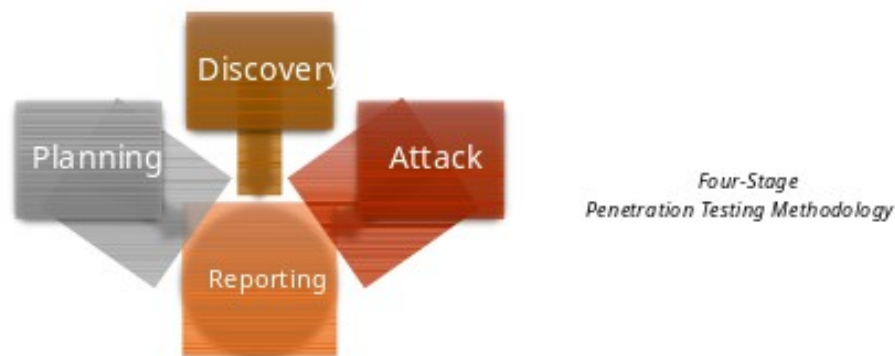 Discovery
Planning
Attack
Reporting
Four-Stage
Penetration Testing Methodology